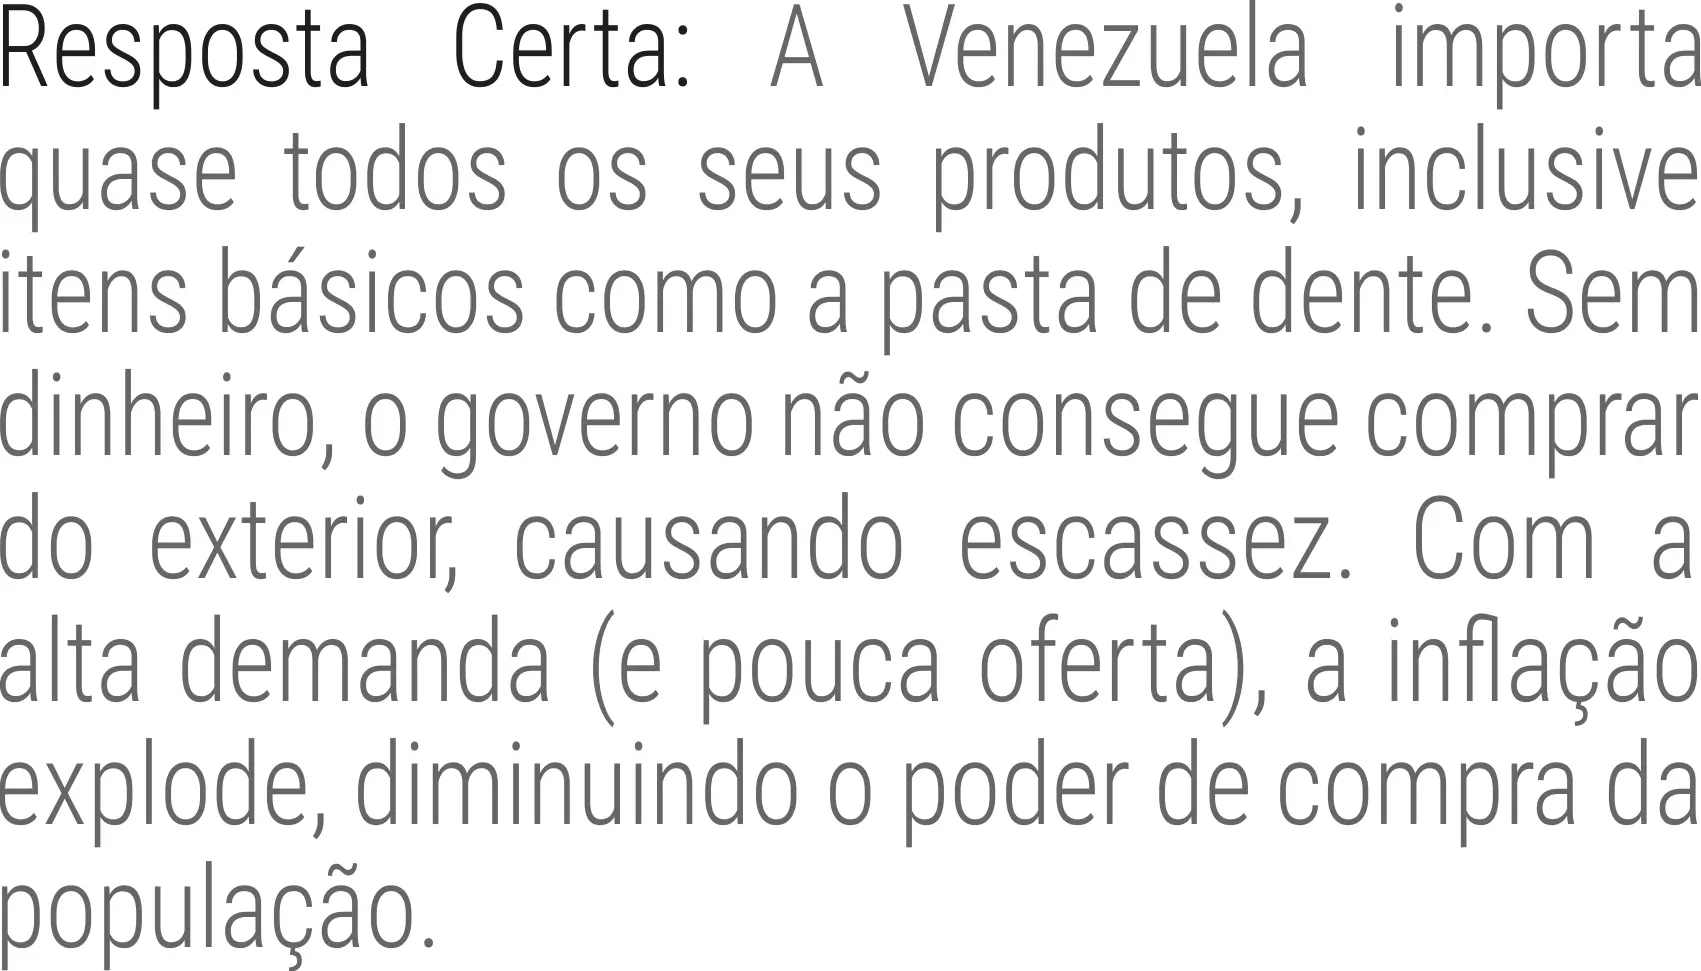 Resposta Certa: A Venezuela importa
quase todos os seus produtos, inclusive
itens básicos como a pasta de dente. Sem
dinheiro, o governo não consegue comprar
do exterior, causando escassez. Com a
alta demanda (e pouca oferta), a inflação
explode, diminuindo o poder de compra da
população.